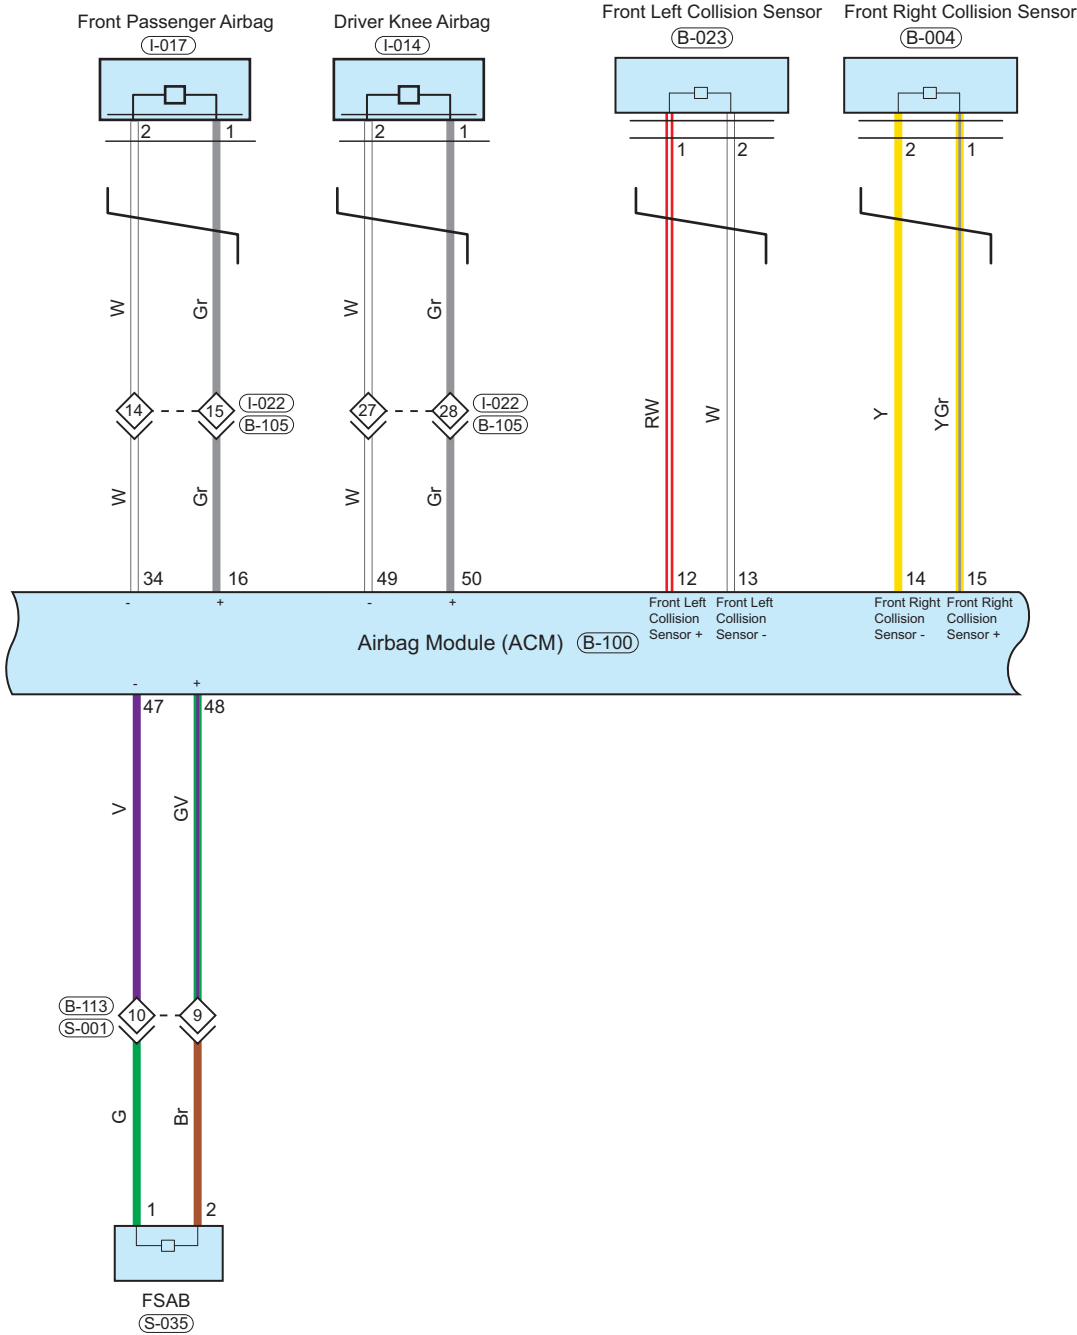 Front Passenger Airbag
I-017
Driver Knee Airbag
I-014
Front Left Collision Sensor
B-023
Front Right Collision Sensor
B-004
2 1
2 1
1 2
2 1
W Gr
W Gr
14 15
I-022
B-105
27 28
I-022
B-105
RW W
Y YGr
W Gr
W Gr
34 16
49 50
12 13
14 15
- +
- +
Front Left
Collision
Sensor +
Front Left
Collision
Sensor -
Front Right
Collision
Sensor -
Front Right
Collision
Sensor +
Airbag Module (ACM) B-100
- +
47 48
V GV
B-113
S-001
10 9
G Br
1 2
FSAB
S-035